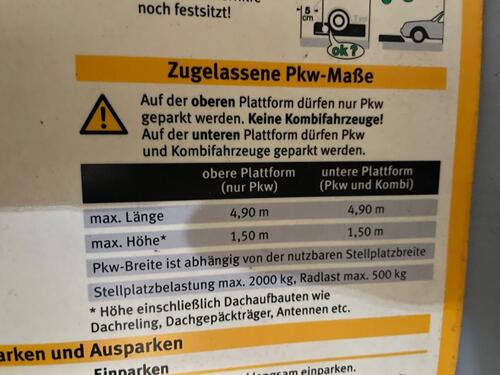 noch festsitzt!
5
cm
ok?
Zugelassene Pkw-Maße
Auf der oberen Plattform dürfen nur Pkw
geparkt werden. Keine Kombifahrzeuge!
Auf der unteren Plattform dürfen Pkw
und Kombifahrzeuge geparkt werden.
obere Plattform untere Plattform
(nur Pkw) (Pkw und Kombi)
max. Länge 4,90 m 4,90 m
max. Höhe* 1,50 m 1,50 m
Pkw-Breite ist abhängig von der nutzbaren Stellplatzbreite
Stellplatzbelastung max. 2000 kg, Radlast max. 500 kg
* Höhe einschließlich Dachaufbauten wie
Dachreling, Dachgepäckträger, Antennen etc.
arken und Ausparken
Einparken
langsam einparken.